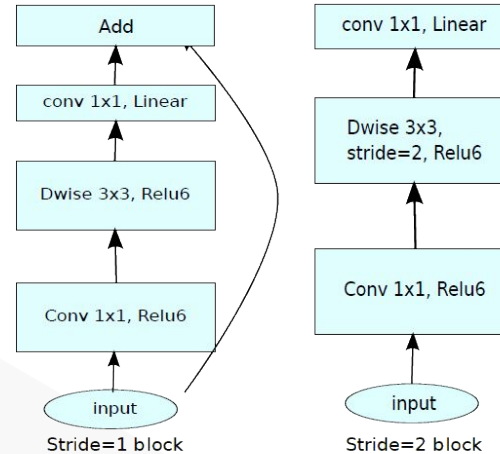 Add
conv 1x1, Linear
Dwise 3x3, Relu6
Conv 1x1, Relu6
input
Stride=1 block
conv 1x1, Linear
Dwise 3x3,
stride=2, Relu6
Conv 1x1, Relu6
input
Stride=2 block